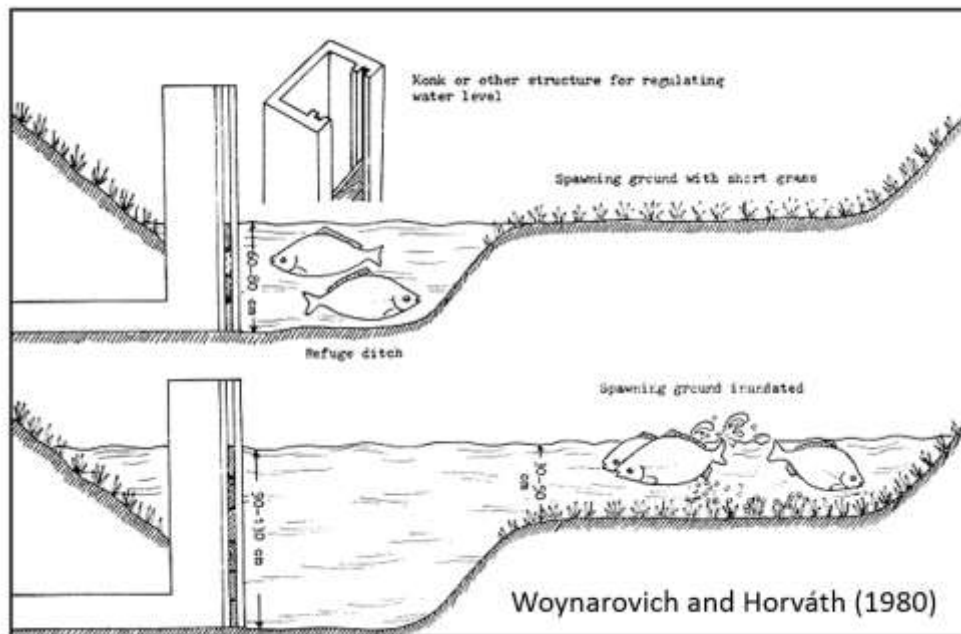 Monk or other structure for regulating
water level
Spawning ground with short grass
60-80 cm
Refuge ditch
Spawning ground inundated
90-130 cm
30-50 cm
Woynarovich and Horváth (1980)